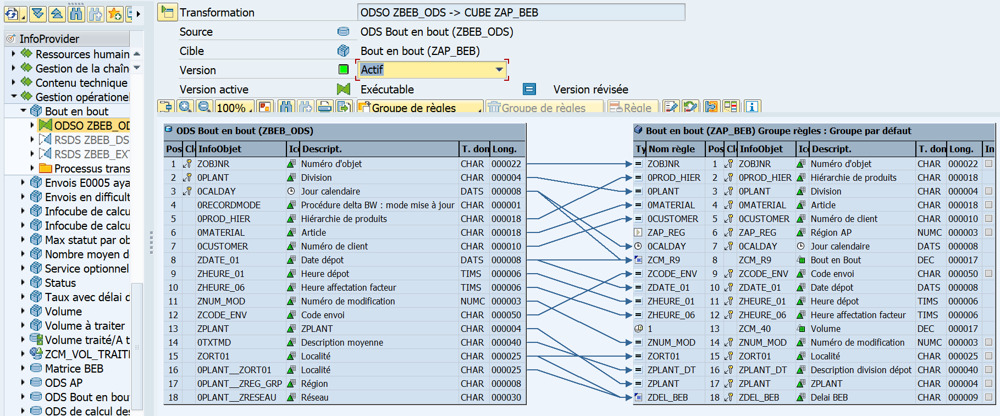 Transformation ODSO ZBEB_ODS -> CUBE ZAP_BEB
Source ODS Bout en bout (ZBEB_ODS)
Cible Bout en bout (ZAP_BEB)
Version Actif
Version active Exécutable Version révisée
100% Groupe de règles Groupe de règles Règle
InfoProvider
Ressources humain
Gestion de la chaîn
Contenu technique
Gestion opérationel
Bout en bout
ODSO ZBEB_OD
RSDS ZBEB_DS
RSDS ZBEB_EXT
Processus trans
Envois E0005 aya
Envois en difficult
Infocube de calcu
Infocube de calcu
Max statut par ob
Nombre moyen d
Service optionnel
Status
Taux avec délai d
Volume
Volume à traiter
Volume traité/A t
ZCM_VOL_TRAITI
Matrice BEB
ODS AP
ODS Bout en bou
ODS de calcul des
ODS Bout en bout (ZBEB_ODS)
Pos Clé InfoObjet Icô Descript. T. don Long.
1 ZOBJNR Numéro d'objet CHAR 000022
2 0PLANT Division CHAR 000004
3 0CALDAY Jour calendaire DATS 000008
4 0RECORDMODE Procédure delta BW : mode mise à jour CHAR 000001
5 0PROD_HIER Hiérarchie de produits CHAR 000018
6 0MATERIAL Article CHAR 000018
7 0CUSTOMER Numéro de client CHAR 000010
8 ZDATE_01 Date dépot DATS 000008
9 ZHEURE_01 Heure dépot TIMS 000006
10 ZHEURE_06 Heure affectation facteur TIMS 000006
11 ZNUM_MOD Numéro de modification NUMC 000003
12 ZCODE_ENV Code envoi CHAR 000050
13 ZPLANT ZPLANT CHAR 000004
14 0TXTMD Description moyenne CHAR 000040
15 ZORT01 Localité CHAR 000025
16 0PLANT__ZORT01 Localité CHAR 000025
17 0PLANT__ZREG_GRP Région CHAR 000008
18 0PLANT__ZRESEAU Réseau CHAR 000030
Bout en bout (ZAP_BEB) Groupe règles : Groupe par défaut
Ty Nom règle Pos Clé InfoObjet Icô Descript. T. don Long. In
ZOBJNR 1 ZOBJNR Numéro d'objet CHAR 000022
0PROD_HIER 2 0PROD_HIER Hiérarchie de produits CHAR 000018
0PLANT 3 0PLANT Division CHAR 000004
0MATERIAL 4 0MATERIAL Article CHAR 000018
0CUSTOMER 5 0CUSTOMER Numéro de client CHAR 000010
ZAP_REG 6 ZAP_REG Région AP NUMC 000003
0CALDAY 7 0CALDAY Jour calendaire DATS 000008
ZCM_R9 8 ZCM_R9 Bout en Bout DEC 000017
ZCODE_ENV 9 ZCODE_ENV Code envoi CHAR 000050
ZDATE_01 10 ZDATE_01 Date dépot DATS 000008
ZHEURE_01 11 ZHEURE_01 Heure dépot TIMS 000006
ZHEURE_06 12 ZHEURE_06 Heure affectation facteur TIMS 000006
1 13 ZCM_40 Volume DEC 000017
ZNUM_MOD 14 ZNUM_MOD Numéro de modification NUMC 000003
ZORT01 15 ZORT01 Localité CHAR 000025
ZPLANT_DT 16 ZPLANT_DT Description division dépot CHAR 000040
ZPLANT 17 ZPLANT ZPLANT CHAR 000004
ZDEL_BEB 18 ZDEL_BEB Delai BEB CHAR 000009